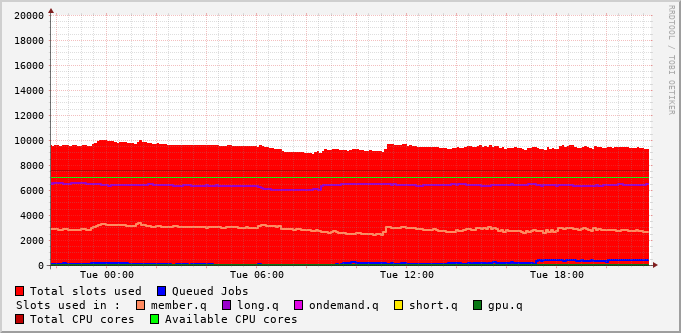 20000
18000
16000
14000
12000
10000
8000
6000
4000
2000
0
Tue 00:00 Tue 06:00 Tue 12:00 Tue 18:00
Total slots used Queued Jobs
Slots used in : member.q long.q ondemand.q short.q gpu.q
Total CPU cores Available CPU cores
RRDTOOL / TOBI OETIKER